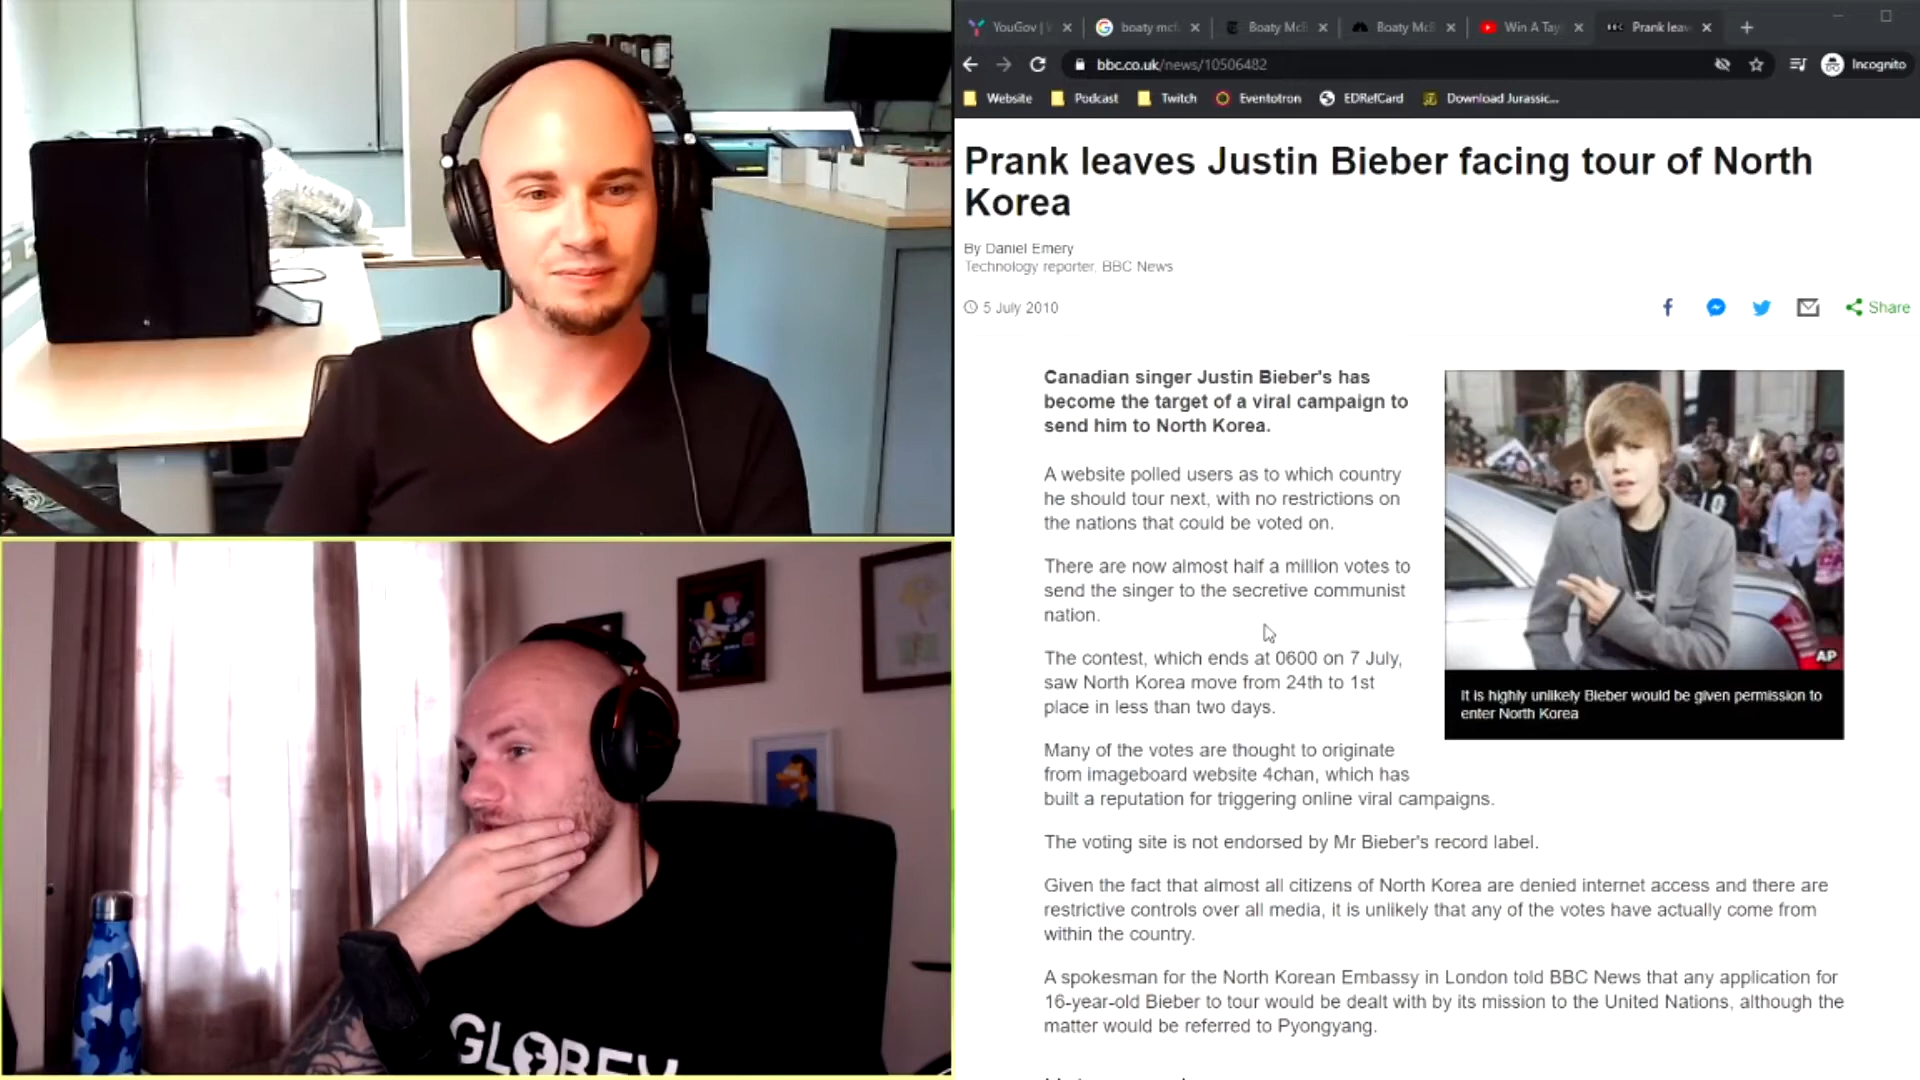 YouGov |
boaty mcf
Boaty McB
Boaty McB
Win A Tay
BBC
Prank leav
bbc.co.uk/news/10506482
Incognito
Website
Podcast
Twitch
Eventotron
EDRefCard
Download Jurassic...
Prank leaves Justin Bieber facing tour of North
Korea
By Daniel Emery
Technology reporter, BBC News
5 July 2010
Share
Canadian singer Justin Bieber's has
become the target of a viral campaign to
send him to North Korea.
A website polled users as to which country
he should tour next, with no restrictions on
the nations that could be voted on.
There are now almost half a million votes to
send the singer to the secretive communist
nation.
The contest, which ends at 0600 on 7 July,
saw North Korea move from 24th to 1st
place in less than two days.
AP
It is highly unlikely Bieber would be given permission to
enter North Korea
Many of the votes are thought to originate
from imageboard website 4chan, which has
built a reputation for triggering online viral campaigns.
The voting site is not endorsed by Mr Bieber's record label.
Given the fact that almost all citizens of North Korea are denied internet access and there are
restrictive controls over all media, it is unlikely that any of the votes have actually come from
within the country.
A spokesman for the North Korean Embassy in London told BBC News that any application for
16-year-old Bieber to tour would be dealt with by its mission to the United Nations, although the
matter would be referred to Pyongyang.